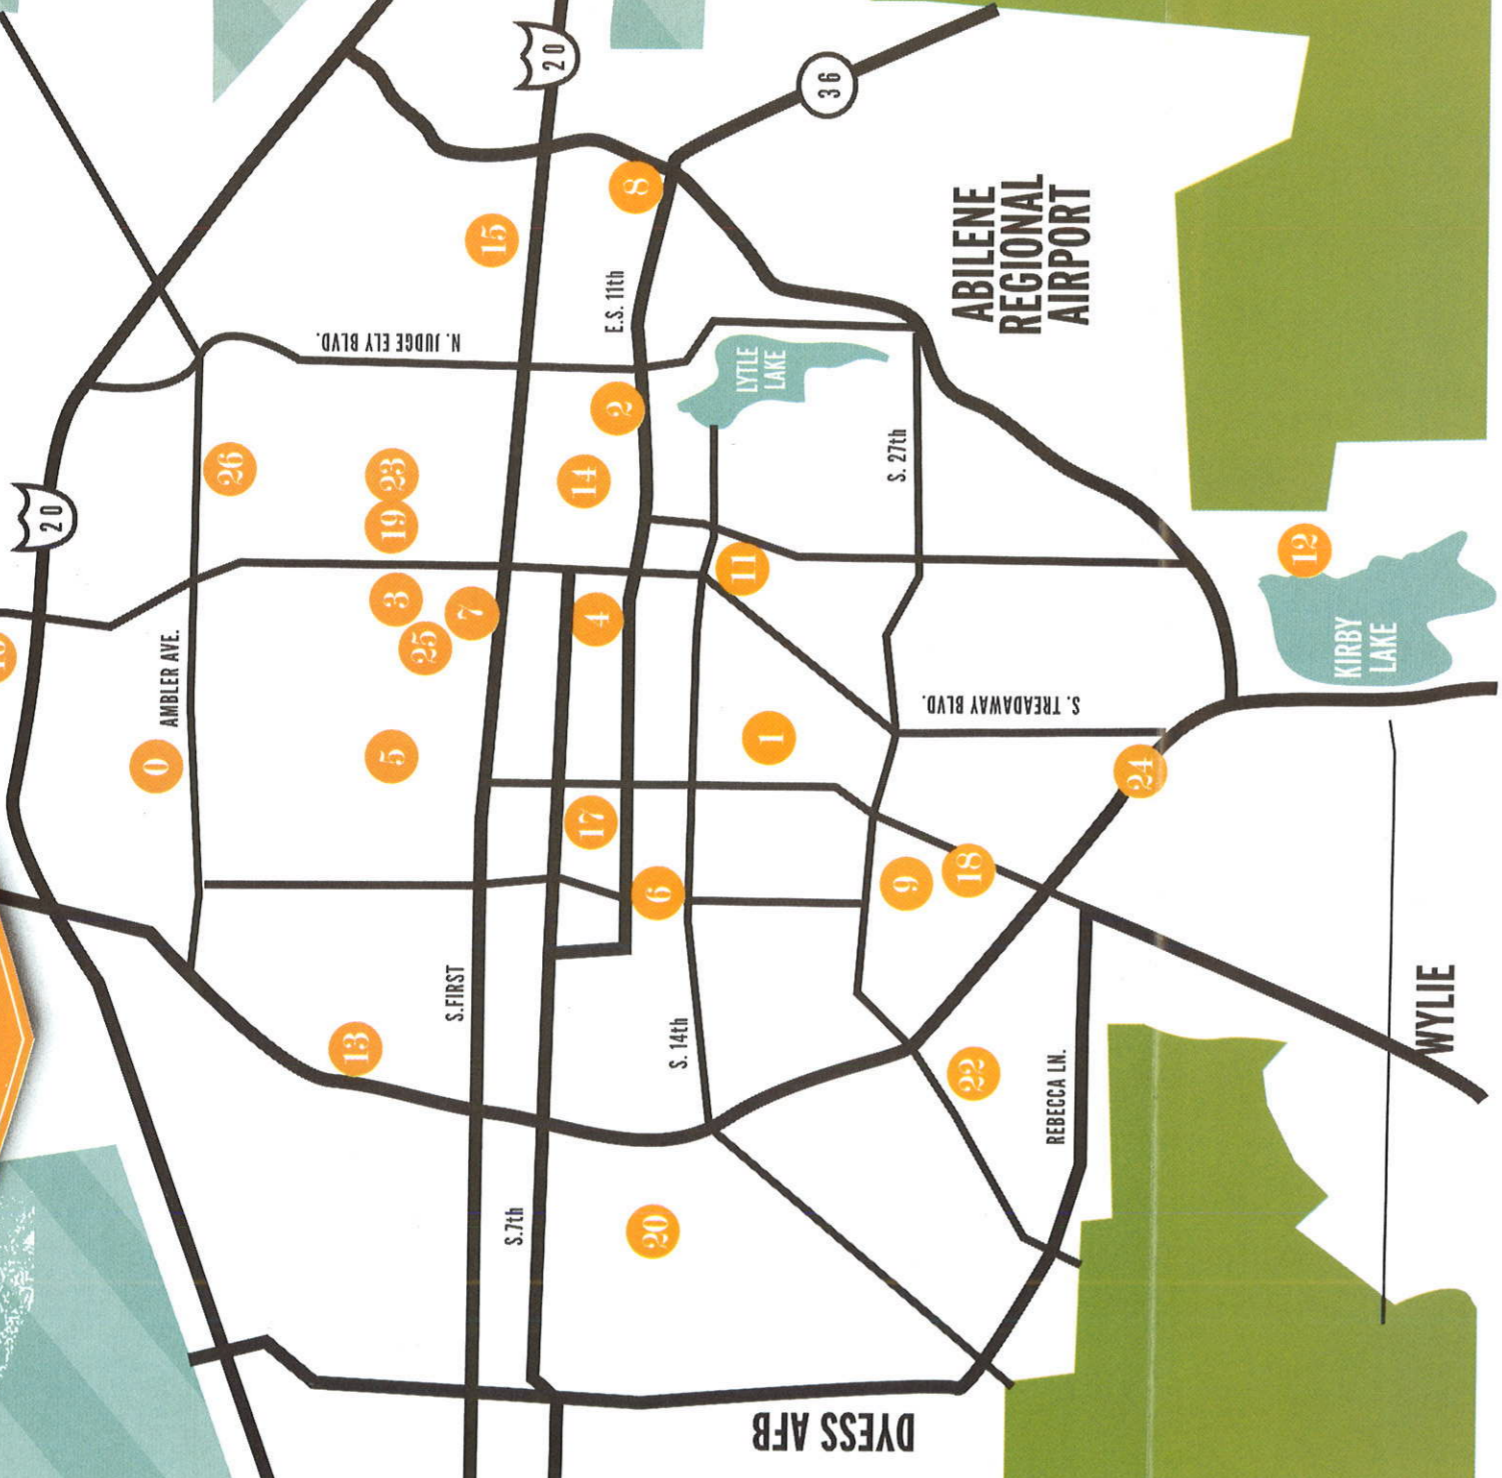 20
0
AMBLER AVE.
26
N. JUDGE ELY BLVD.
13
5
3
19
23
25
7
S.FIRST
15
S.7th
20
17
4
14
2
E.S. 11th
8
20
6
S. 14th
1
11
LYTLE
LAKE
36
DYESS AFB
S. 27th
9
18
22
S. TREADAWAY BLVD.
ABILENE
REGIONAL
AIRPORT
REBECCA LN.
24
12
KIRBY
LAKE
WYLIE